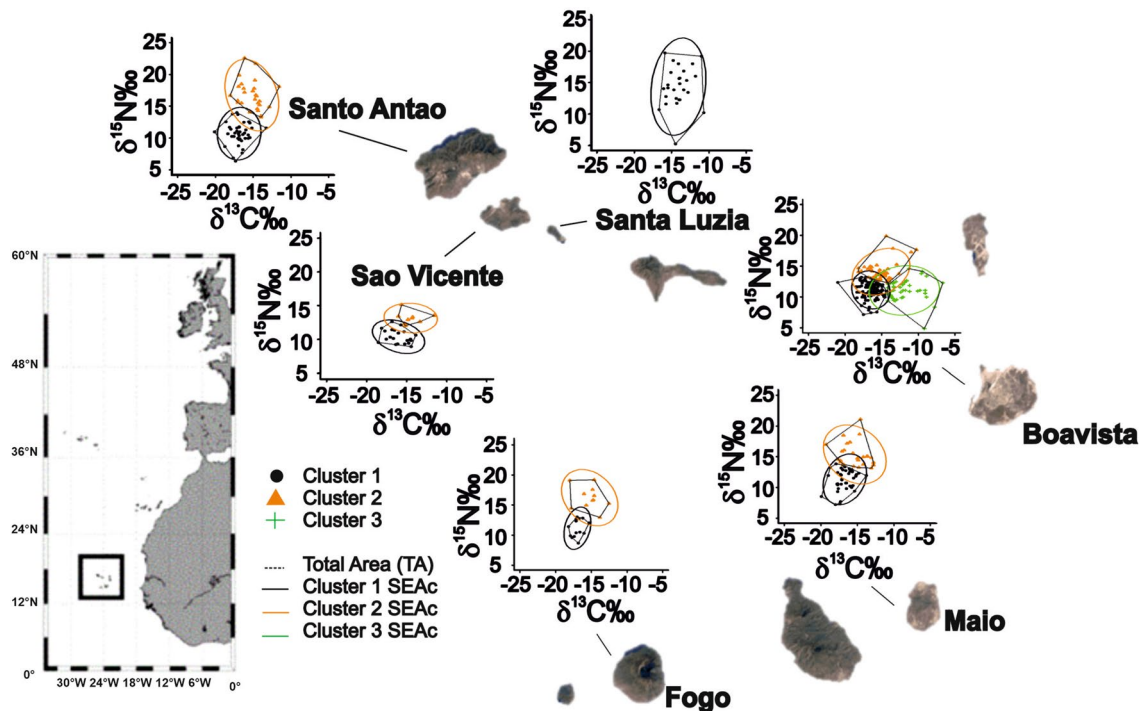 25
20
15
10
5
δ¹⁵N‰
-25 -20 -15 -10 -5
δ¹³C‰
Santo Antao
25
20
15
10
5
δ¹⁵N‰
-25 -20 -15 -10 -5
δ¹³C‰
Santa Luzia
25
20
15
10
5
δ¹⁵N‰
-25 -20 -15 -10 -5
δ¹³C‰
Sao Vicente
25
20
15
10
5
δ¹⁵N‰
-25 -20 -15 -10 -5
δ¹³C‰
Boavista
25
20
15
10
5
δ¹⁵N‰
-25 -20 -15 -10 -5
δ¹³C‰
Maio
25
20
15
10
5
δ¹⁵N‰
-25 -20 -15 -10 -5
δ¹³C‰
Fogo
60°N
48°N
36°N
24°N
12°N
0°
30°W 24°W 18°W 12°W 6°W 0°
Cluster 1
Cluster 2
Cluster 3
Total Area (TA)
Cluster 1 SEAc
Cluster 2 SEAc
Cluster 3 SEAc